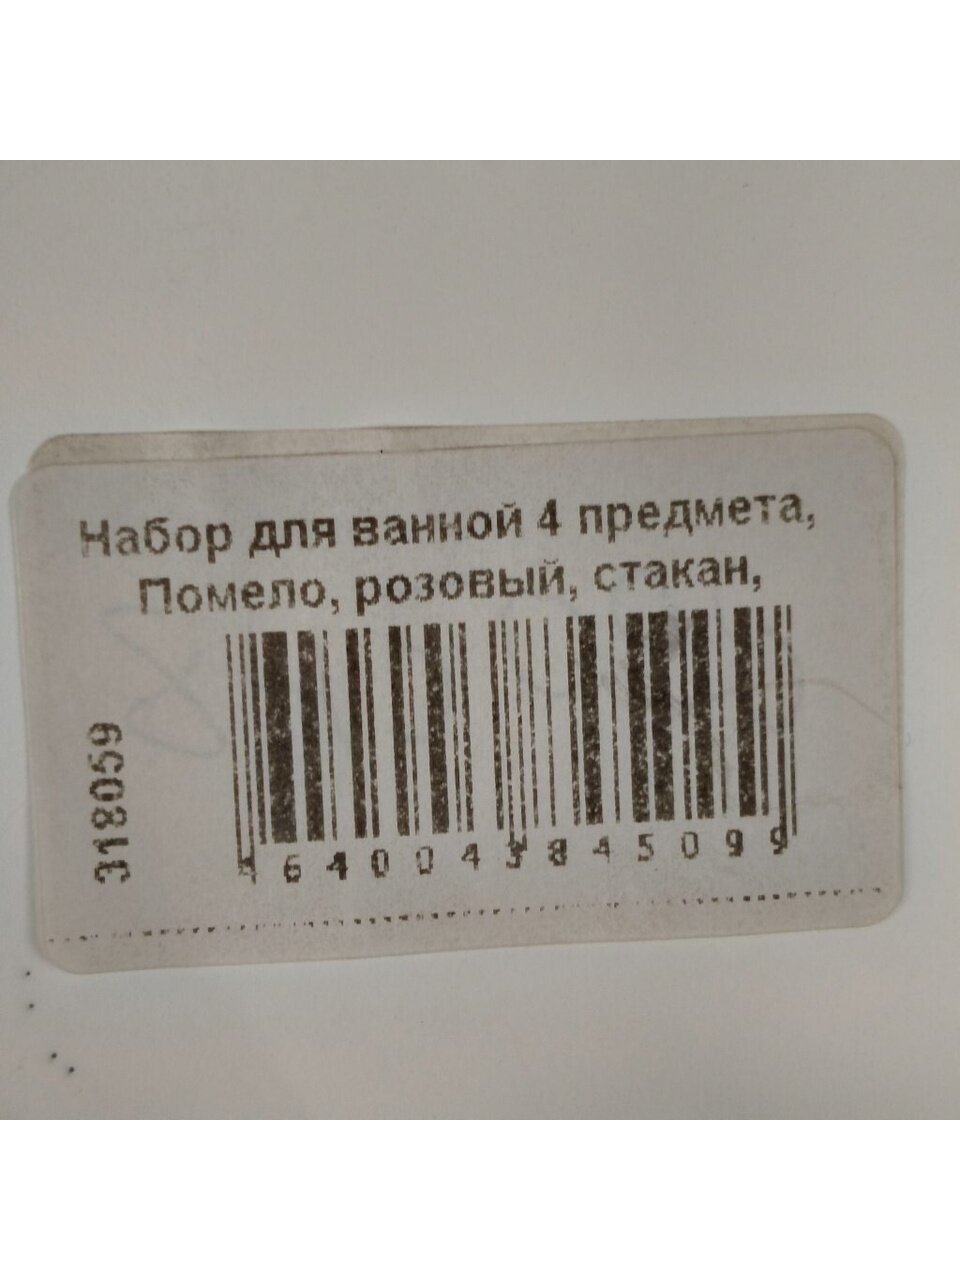 Набор для ванной 4 предмета,
Помело, розовый, стакан,
318059
4640043845099